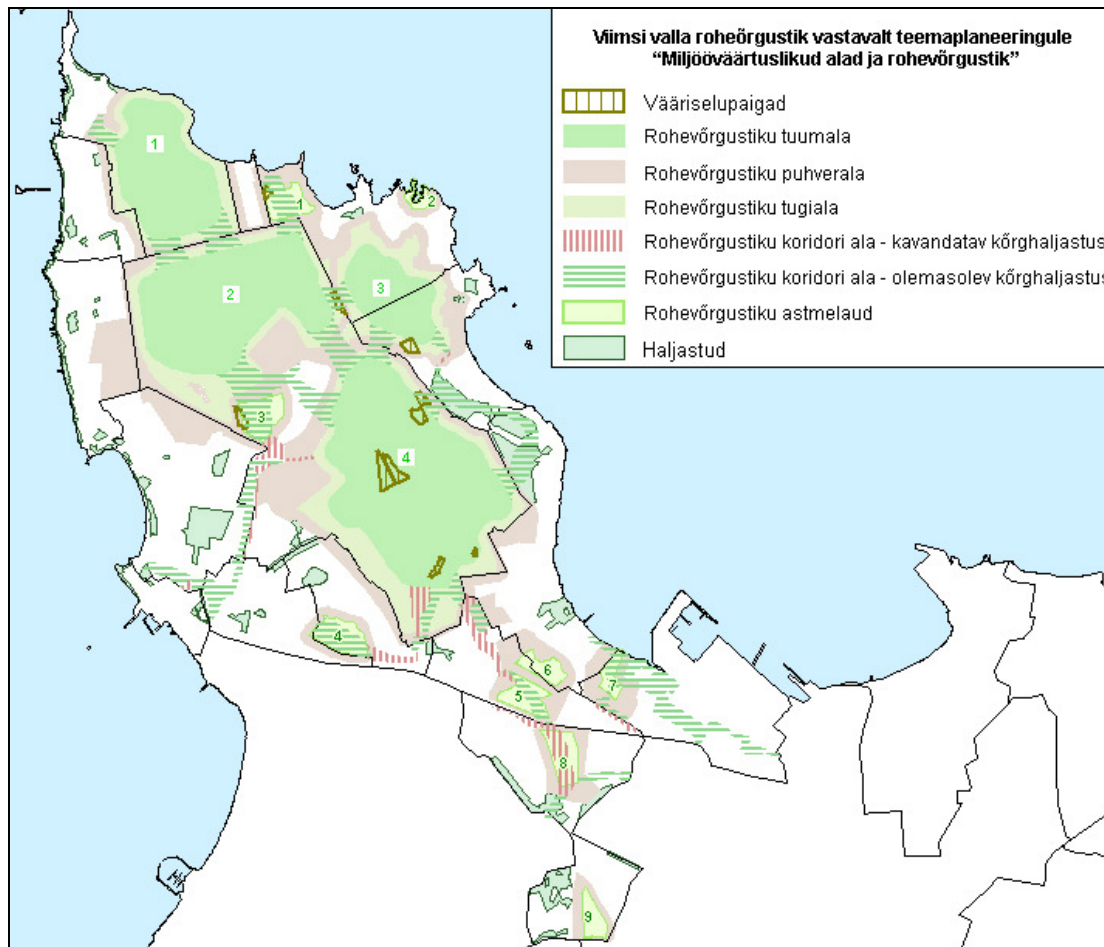 Viimsi valla roheõrgustik vastavalt teemaplaneeringule
“Miljööväärtuslikud alad ja rohevõrgustik”
Vääriselupaigad
Rohevõrgustiku tuumala
Rohevõrgustiku puhverala
Rohevõrgustiku tugiala
Rohevõrgustiku koridori ala - kavandatav kõrghaljastus
Rohevõrgustiku koridori ala - olemasolev kõrghaljastus
Rohevõrgustiku astmelaud
Haljastud
1
1
2
2
3
3
4
4
6
5
7
8
9